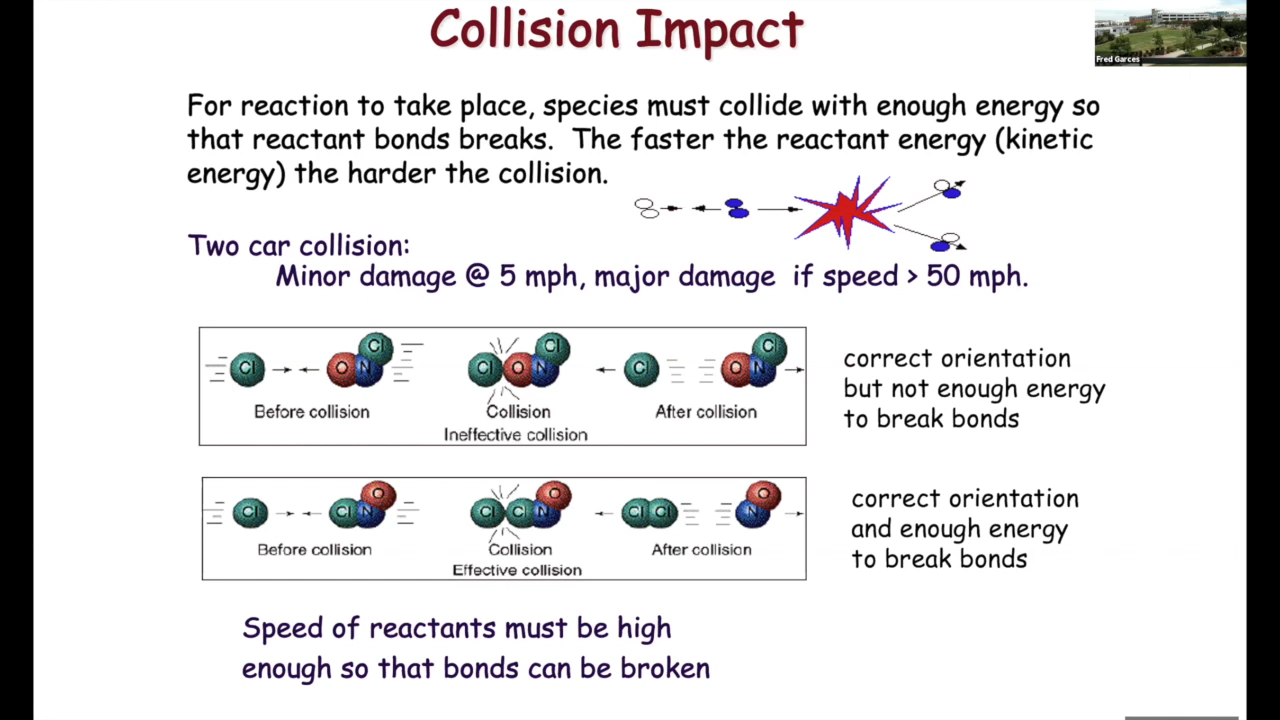 Collision Impact
Fred Garces
For reaction to take place, species must collide with enough energy so
that reactant bonds breaks. The faster the reactant energy (kinetic
energy) the harder the collision.
Two car collision:
Minor damage @ 5 mph, major damage if speed > 50 mph.
Cl O N Cl Cl O N Cl Cl O N Cl
Before collision Collision After collision
Ineffective collision
correct orientation
but not enough energy
to break bonds
Cl Cl N O Cl Cl N O Cl Cl N O
Before collision Collision After collision
Effective collision
correct orientation
and enough energy
to break bonds
Speed of reactants must be high
enough so that bonds can be broken